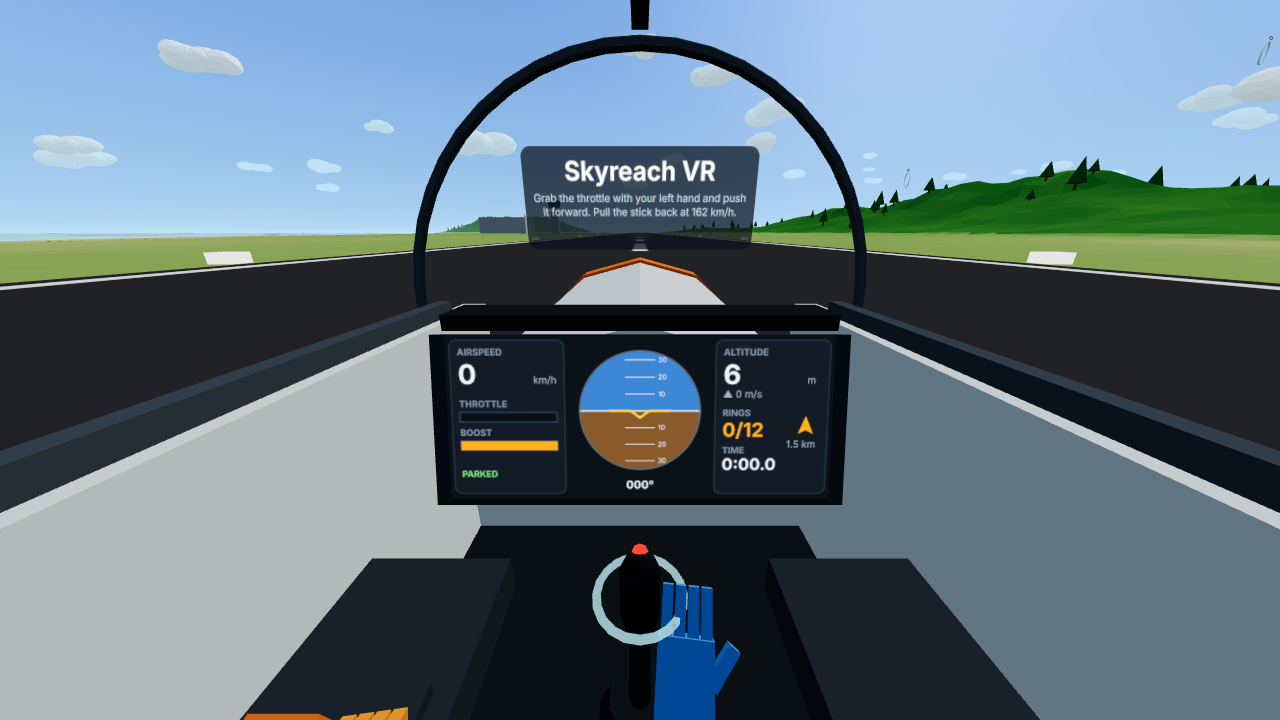 Skyreach VR
Grab the throttle with your left hand and push
it forward. Pull the stick back at 162 km/h.
AIRSPEED
0 km/h
THROTTLE
BOOST
PARKED
30
20
10
10
20
30
000°
ALTITUDE
6 m
▲ 0 m/s
RINGS
0/12
1.5 km
TIME
0:00.0